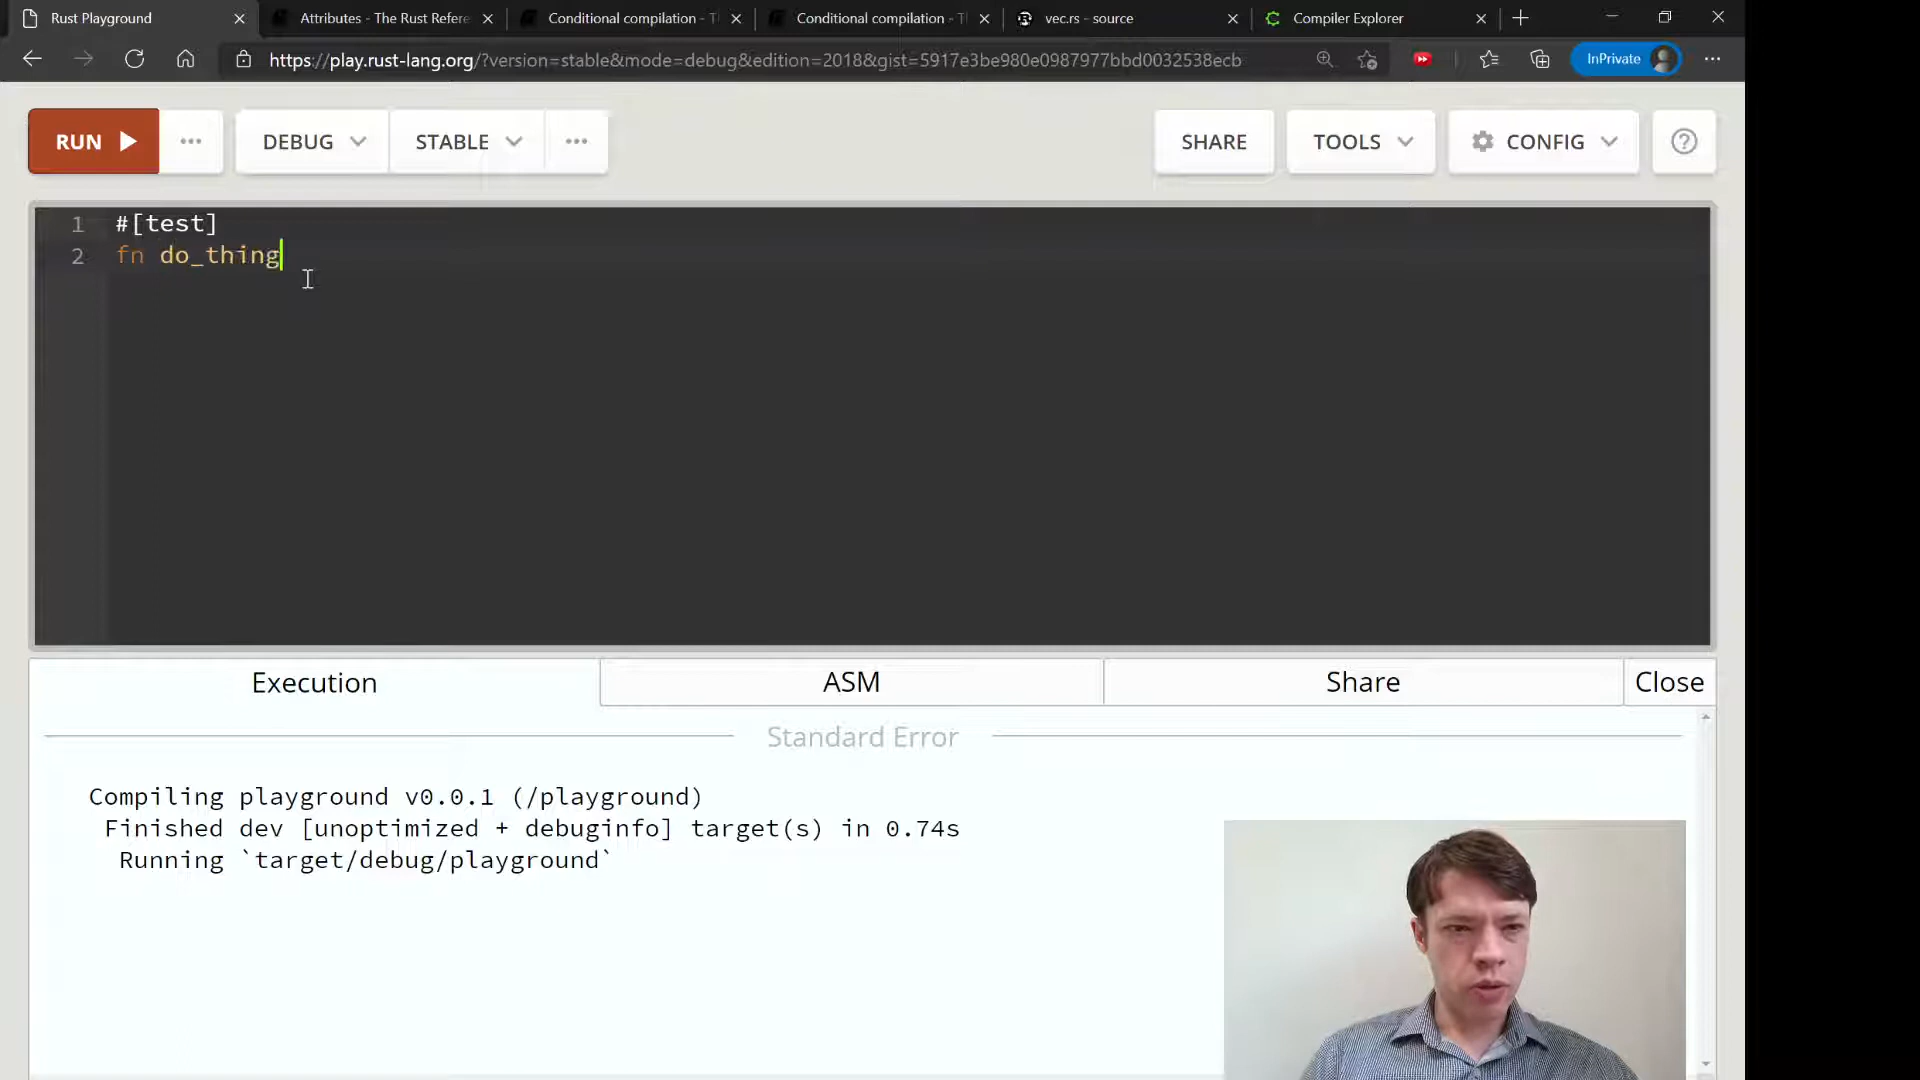 Rust Playground
Attributes - The Rust Refere
Conditional compilation - T
Conditional compilation - T
vec.rs - source
Compiler Explorer
https://play.rust-lang.org/?version=stable&mode=debug&edition=2018&gist=5917e3be980e0987977bbd0032538ecb
InPrivate
RUN
DEBUG
STABLE
SHARE
TOOLS
CONFIG
1 #[test]
2 fn do_thing
Execution
ASM
Share
Close
Standard Error
Compiling playground v0.0.1 (/playground)
Finished dev [unoptimized + debuginfo] target(s) in 0.74s
Running `target/debug/playground`